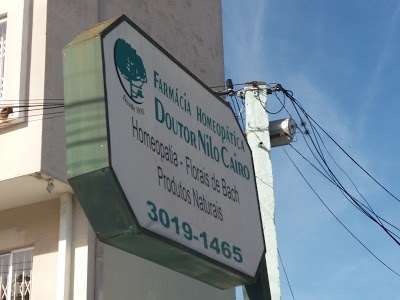 Farmácia Homeopática
Doutor Nilo Cairo
Homeopatia - Florais de Bach
Produtos Naturais
3019-1465